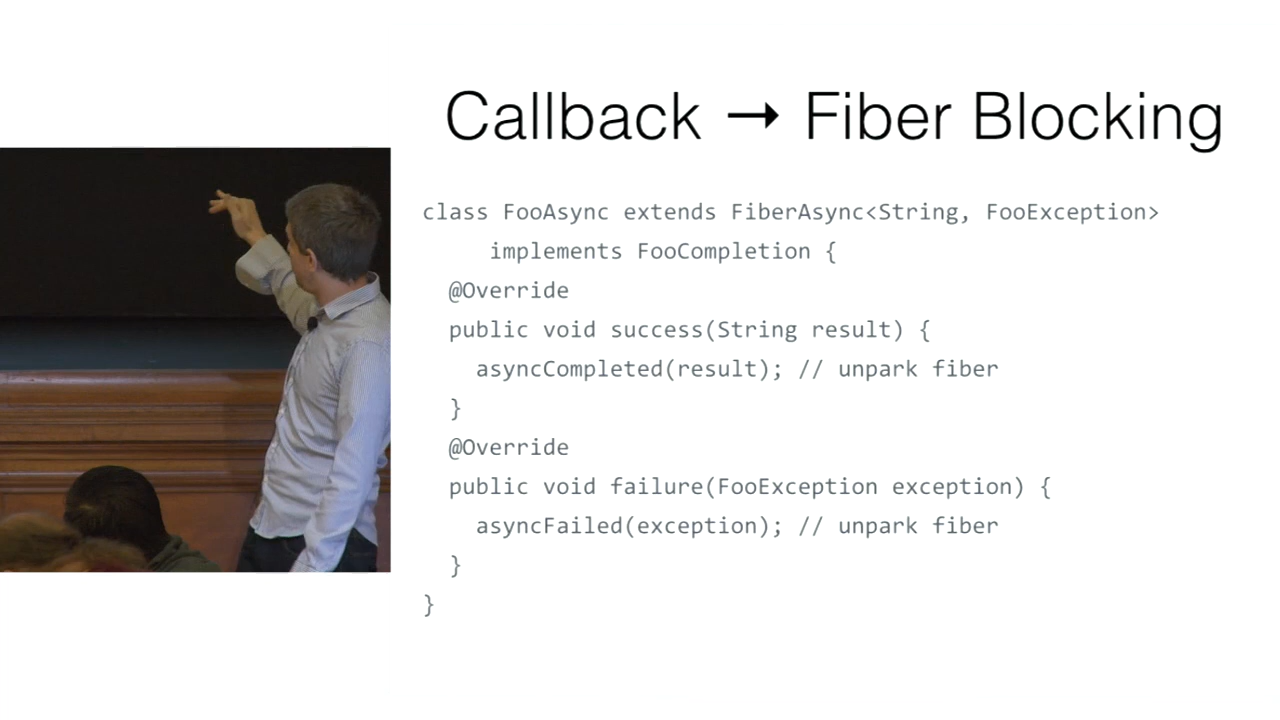 Callback → Fiber Blocking
class FooAsync extends FiberAsync<String, FooException>
implements FooCompletion {
@Override
public void success(String result) {
asyncCompleted(result); // unpark fiber
}
@Override
public void failure(FooException exception) {
asyncFailed(exception); // unpark fiber
}
}